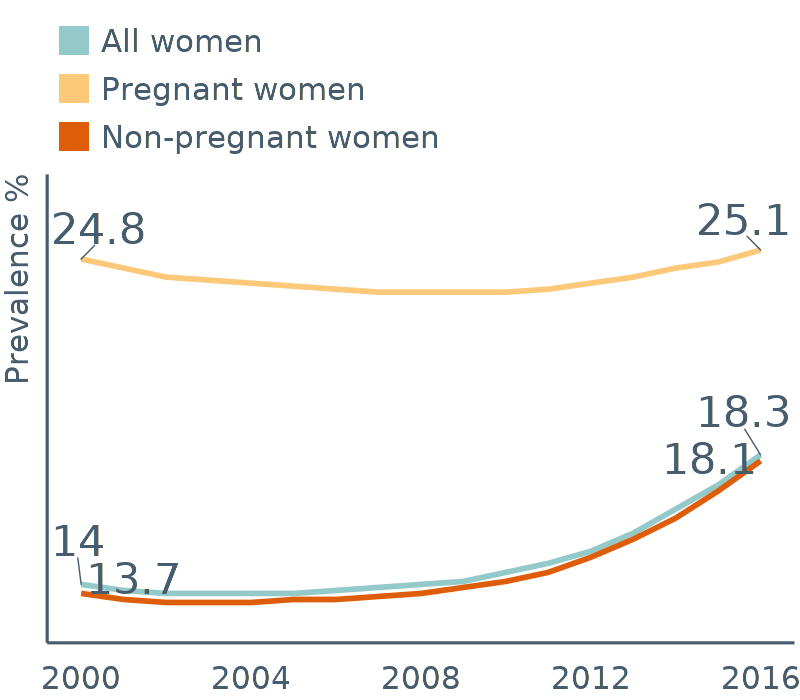 All women
Pregnant women
Non-pregnant women
Prevalence %
24.8
25.1
18.3
18.1
14
13.7
2000 2004 2008 2012 2016